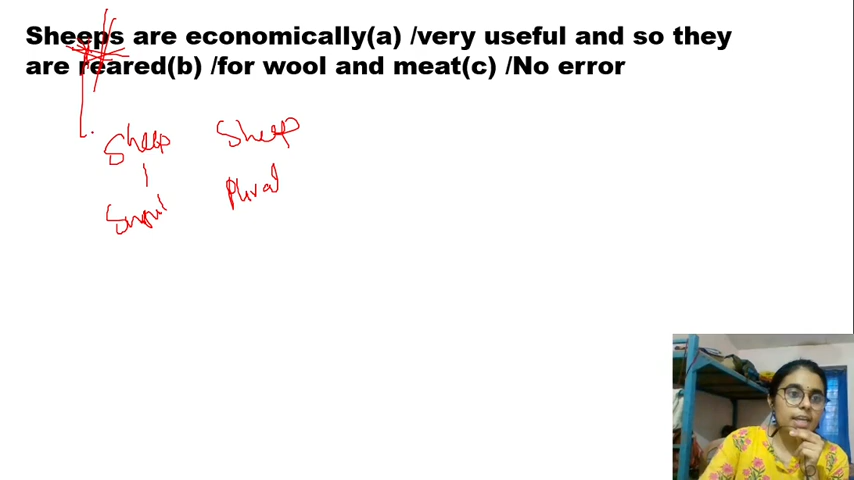 Sheeps are economically(a) /very useful and so they
are reared(b) /for wool and meat(c) /No error
Sheep Sheep
Plural